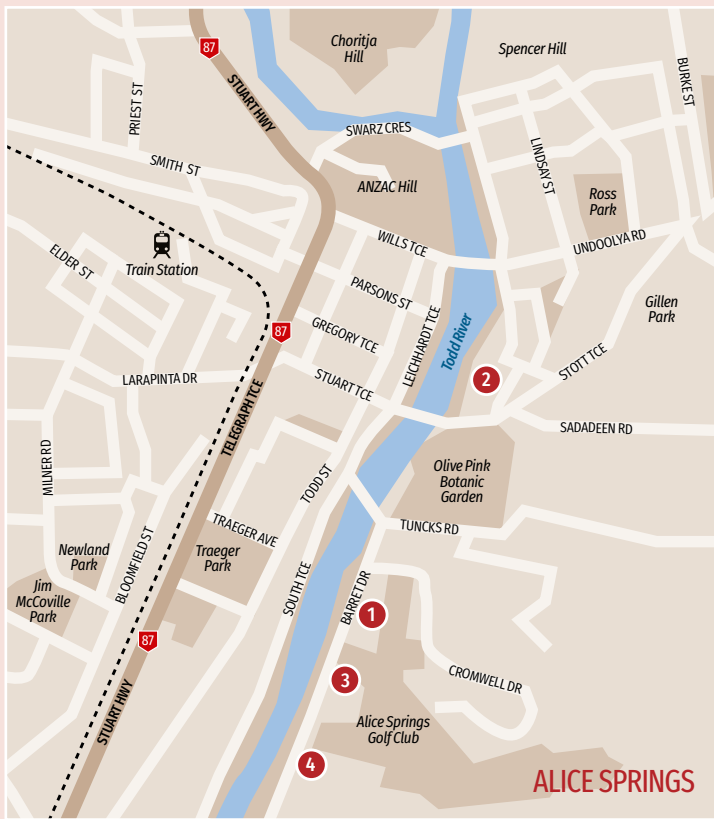 Choritja
Hill
Spencer Hill
87
STUART HWY
PRIEST ST
BURKE ST
SWARZ CRES
SMITH ST
LINDSAY ST
ANZAC Hill
Ross
Park
WILLS TCE
UNDOOLYA RD
ELDER ST
Train Station
PARSONS ST
Gillen
Park
GREGORY TCE
LEICHHARDT TCE
Todd River
87
STOTT TCE
2
LARAPINTA DR
STUART TCE
TELEGRAPH TCE
SADADEEN RD
MILNER RD
TODD ST
Olive Pink
Botanic
Garden
TRAEGER AVE
TUNCKS RD
BLOOMFIELD ST
Newland
Park
Traeger
Park
Jim
McCoville
Park
SOUTH TCE
BARRET DR
1
87
CROMWELL DR
3
STUART HWY
Alice Springs
Golf Club
4
ALICE SPRINGS